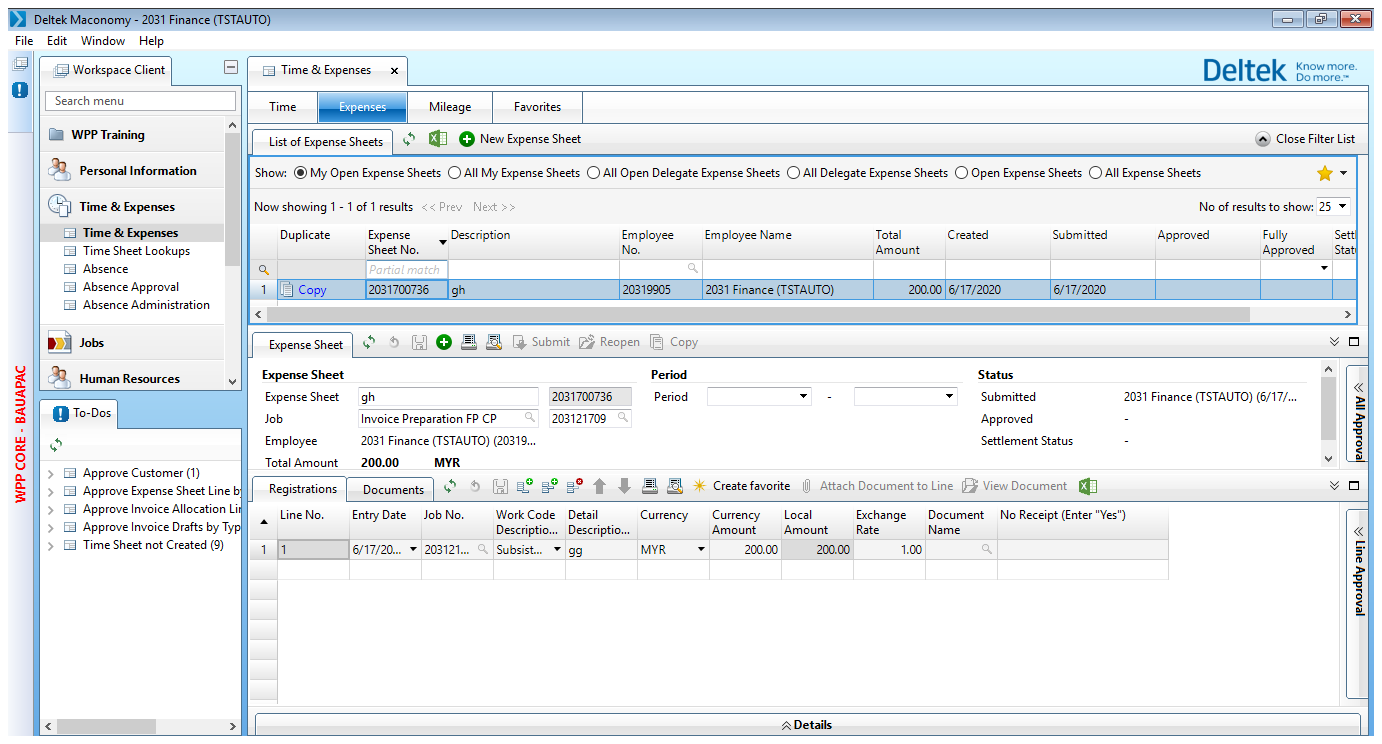 Deltek Maconomy - 2031 Finance (TSTAUTO)
File Edit Window Help
Workspace Client
Search menu
WPP Training
Personal Information
Time & Expenses
Time & Expenses
Time Sheet Lookups
Absence
Absence Approval
Absence Administration
Jobs
Human Resources
WPP CORE - BAUAPAC
To-Dos
Approve Customer (1)
Approve Expense Sheet Line by
Approve Invoice Allocation Lin
Approve Invoice Drafts by Typ
Time Sheet not Created (9)
Time & Expenses
Deltek Know more. Do more.™
Time Expenses Mileage Favorites
List of Expense Sheets New Expense Sheet Close Filter List
Show: My Open Expense Sheets All My Expense Sheets All Open Delegate Expense Sheets All Delegate Expense Sheets Open Expense Sheets All Expense Sheets
Now showing 1 - 1 of 1 results << Prev Next >> No of results to show: 25
Duplicate Expense Sheet No. Description Employee No. Employee Name Total Amount Created Submitted Approved Fully Approved Settl Statu
Partial match
1 Copy 2031700736 gh 20319905 2031 Finance (TSTAUTO) 200.00 6/17/2020 6/17/2020
Expense Sheet Submit Reopen Copy
Expense Sheet Period Status
Expense Sheet gh 2031700736 Period - Submitted 2031 Finance (TSTAUTO) (6/17/...
Job Invoice Preparation FP CP 203121709 Approved -
Employee 2031 Finance (TSTAUTO) (20319... Settlement Status -
Total Amount 200.00 MYR
<< All Approval
Registrations Documents Create favorite Attach Document to Line View Document
Line No. Entry Date Job No. Work Code Descriptio... Detail Descriptio... Currency Currency Amount Local Amount Exchange Rate Document Name No Receipt (Enter "Yes")
1 1 6/17/20... 203121... Subsist... gg MYR 200.00 200.00 1.00
<< Line Approval
Details